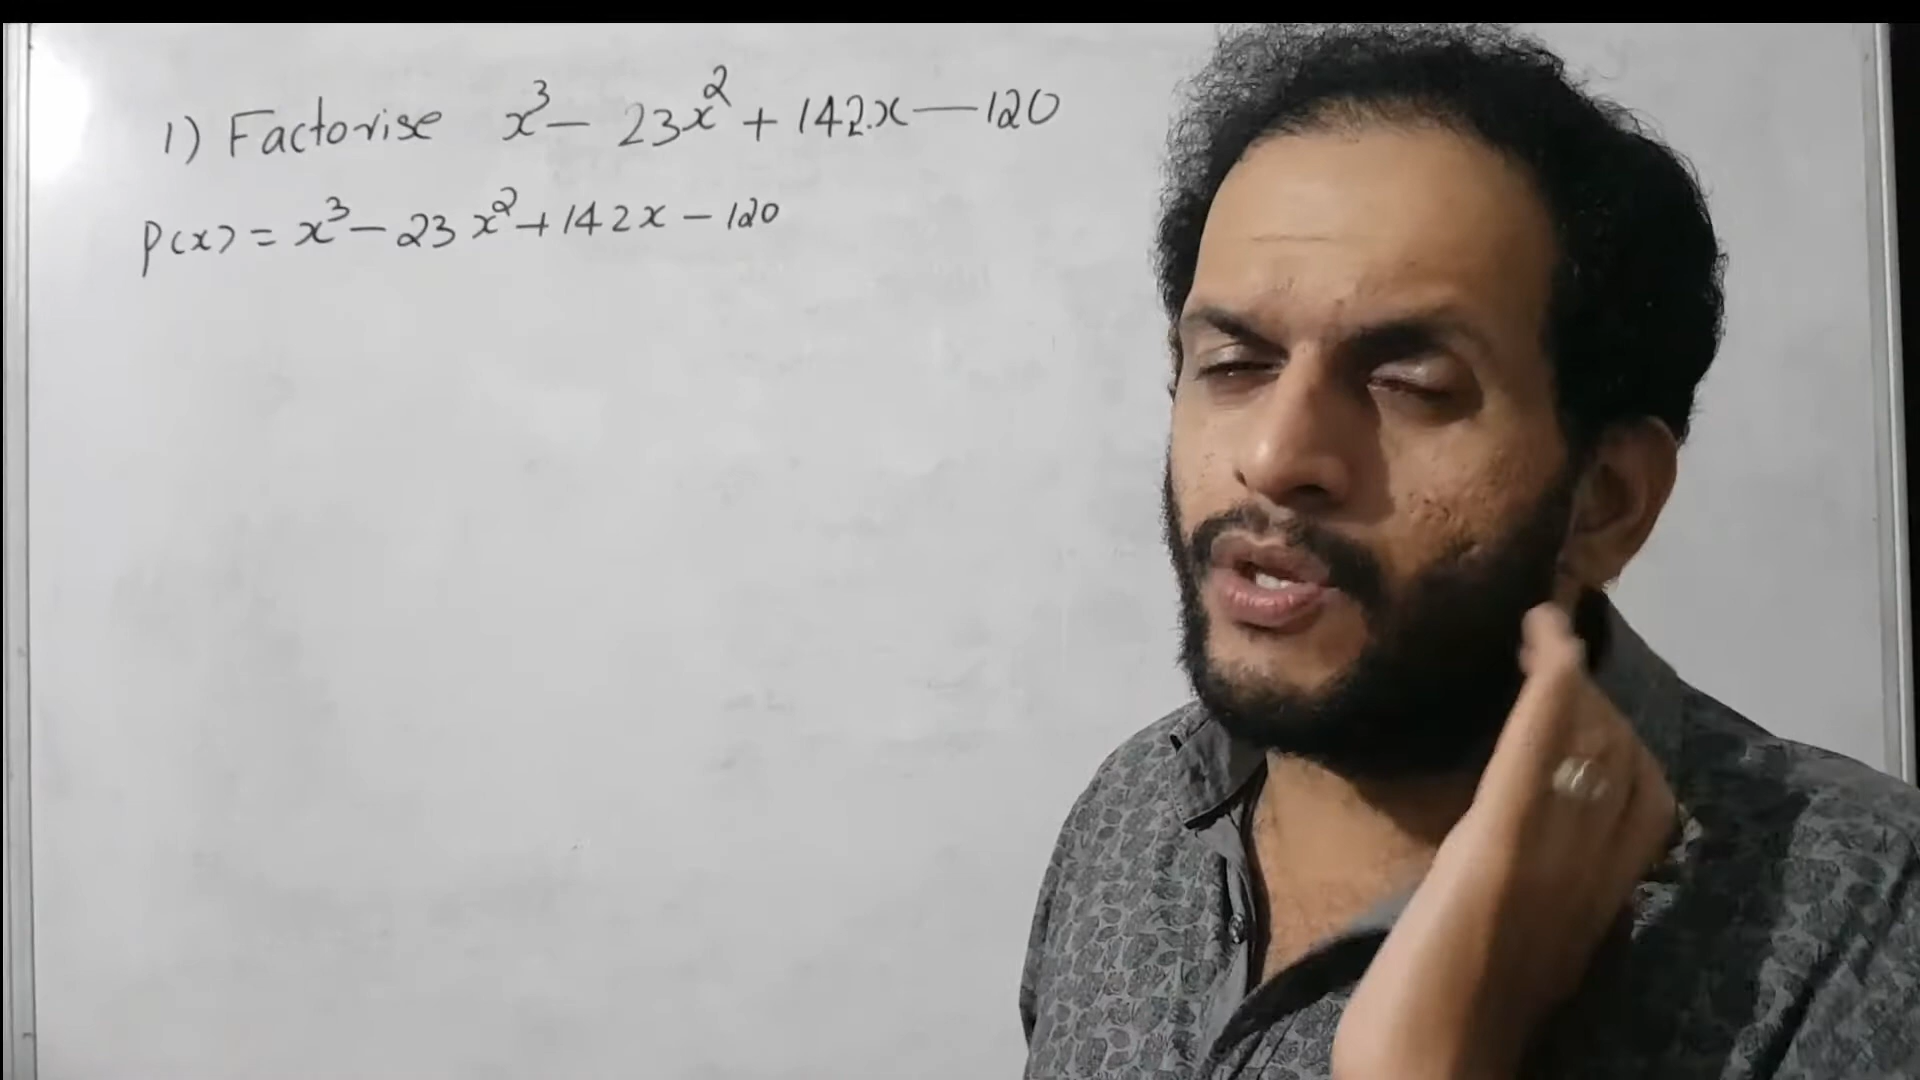 1) Factorise x³ - 23x² + 142x - 120
p(x) = x³ - 23x² + 142x - 120